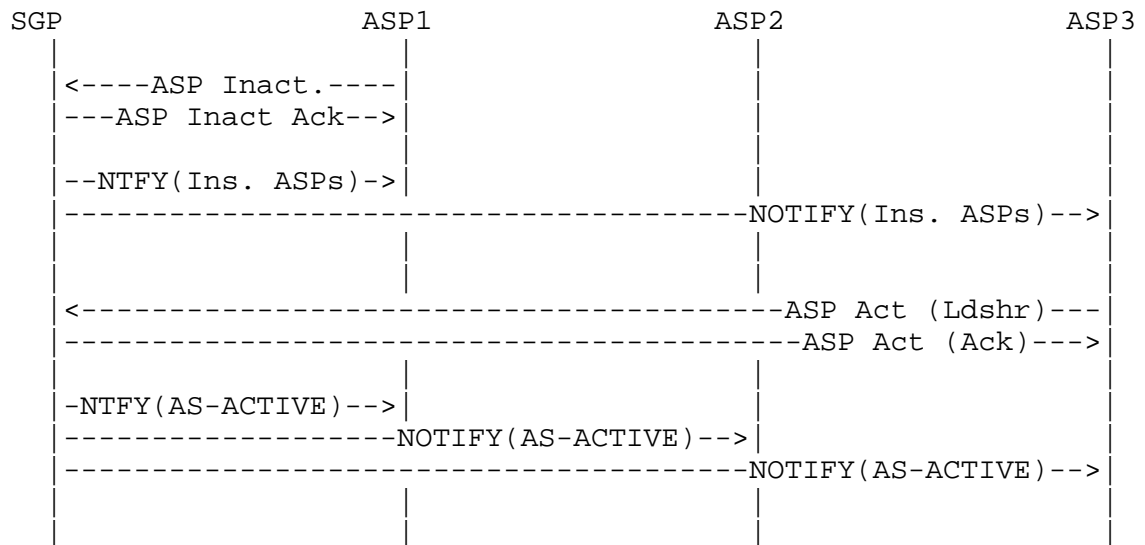 SGP ASP1 ASP2 ASP3
<----ASP Inact.----
---ASP Inact Ack-->
--NTFY(Ins. ASPs)->
---------------------------------------NOTIFY(Ins. ASPs)-->
<-----------------------------------------ASP Act (Ldshr)---
------------------------------------------ASP Act (Ack)--->
-NTFY(AS-ACTIVE)-->
-------------------NOTIFY(AS-ACTIVE)-->
---------------------------------------NOTIFY(AS-ACTIVE)-->